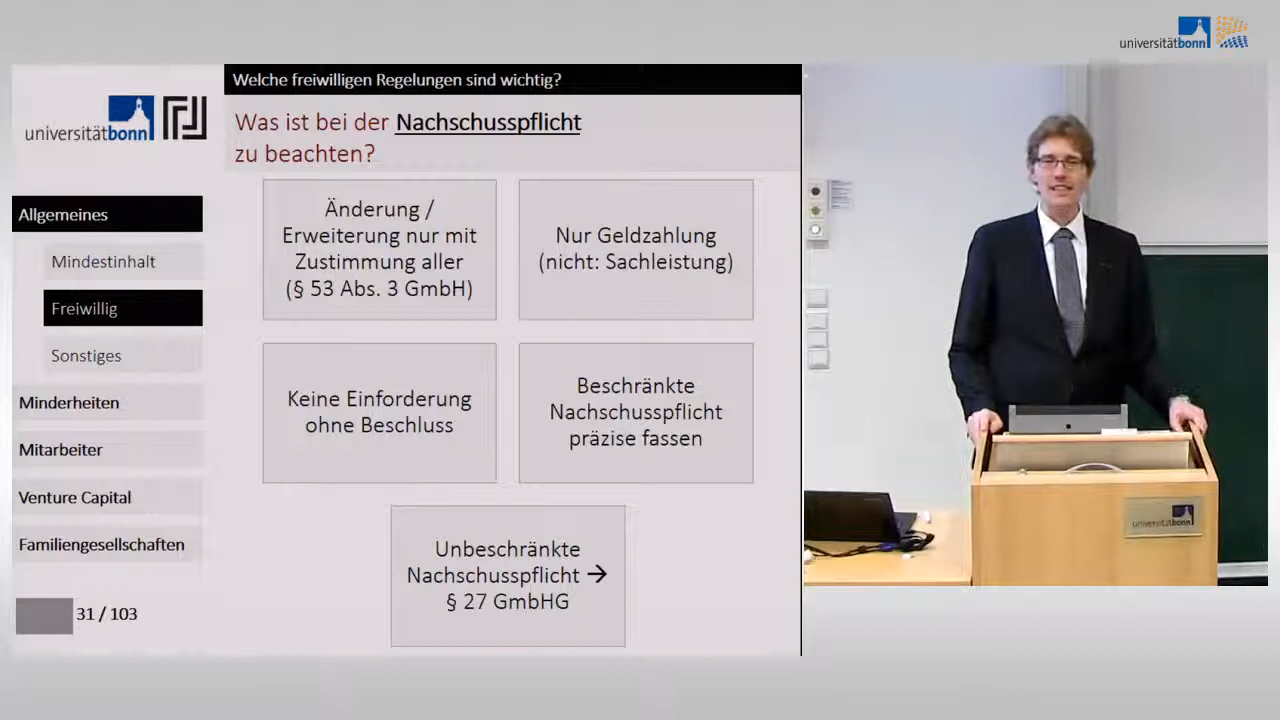 universitätbonn
Welche freiwilligen Regelungen sind wichtig?
universitätbonn
Was ist bei der Nachschusspflicht
zu beachten?
Allgemeines
Mindestinhalt
Freiwillig
Sonstiges
Minderheiten
Mitarbeiter
Venture Capital
Familiengesellschaften
31 / 103
Änderung /
Erweiterung nur mit
Zustimmung aller
(§ 53 Abs. 3 GmbH)
Nur Geldzahlung
(nicht: Sachleistung)
Keine Einforderung
ohne Beschluss
Beschränkte
Nachschusspflicht
präzise fassen
Unbeschränkte
Nachschusspflicht →
§ 27 GmbHG
universitätbonn